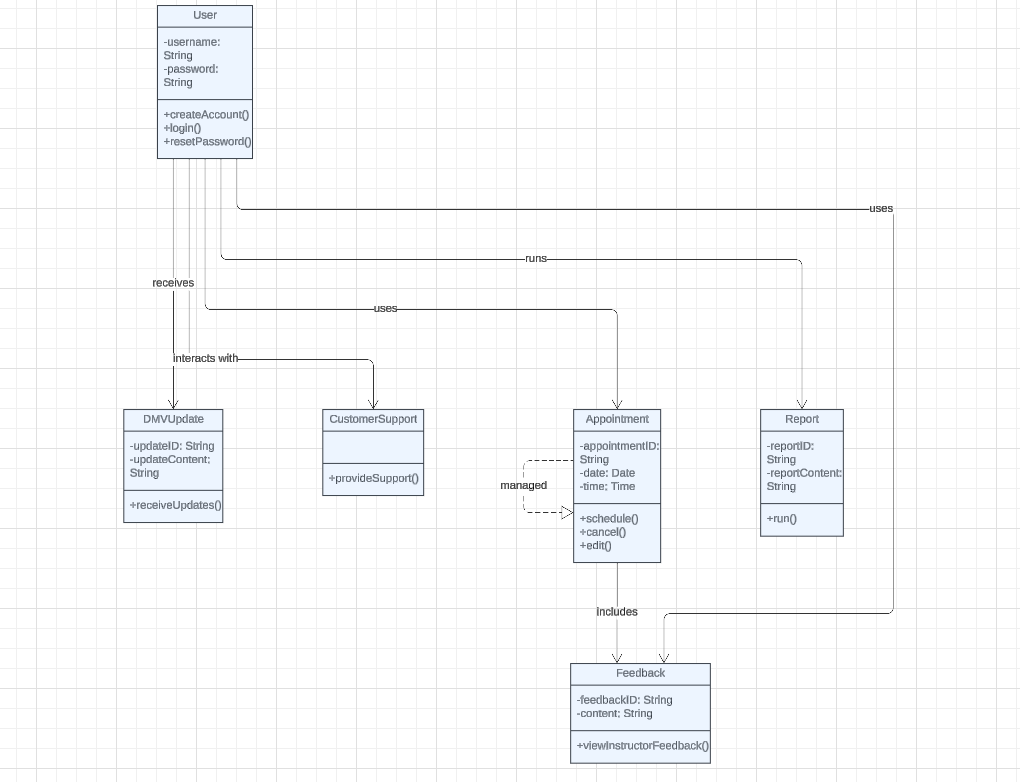 User
-username:
String
-password:
String
+createAccount()
+login()
+resetPassword()
uses
runs
receives
uses
interacts with
DMVUpdate
-updateID: String
-updateContent:
String
+receiveUpdates()
CustomerSupport
+provideSupport()
Appointment
-appointmentID:
String
-date: Date
-time: Time
+schedule()
+cancel()
+edit()
managed
Report
-reportID:
String
-reportContent:
String
+run()
includes
Feedback
-feedbackID: String
-content: String
+viewInstructorFeedback()